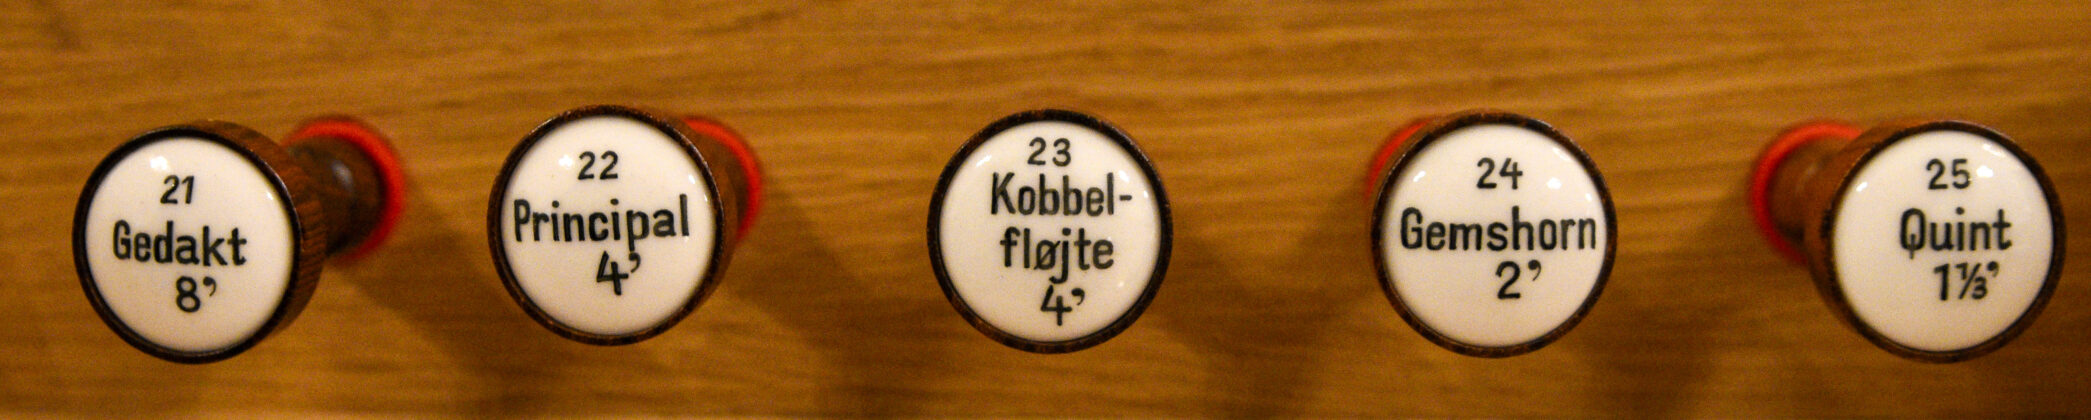 21
Gedakt
8’
22
Principal
4’
23
Kobbel-
fløjte
4’
24
Gemshorn
2’
25
Quint
1⅓’